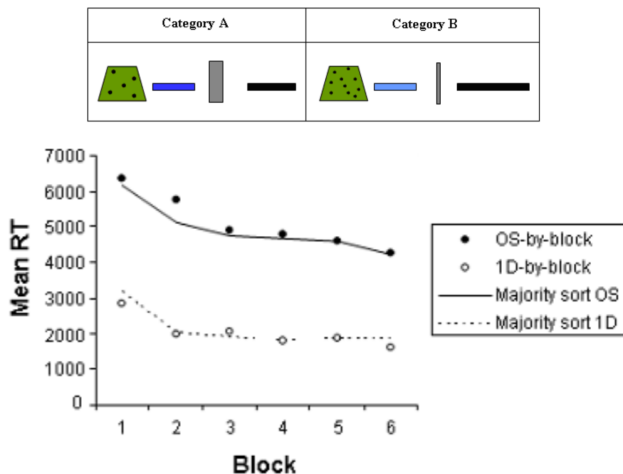 Category A
Category B
7000
6000
5000
4000
3000
2000
1000
0
Mean RT
1
2
3
4
5
6
Block
OS-by-block
1D-by-block
Majority sort OS
Majority sort 1D